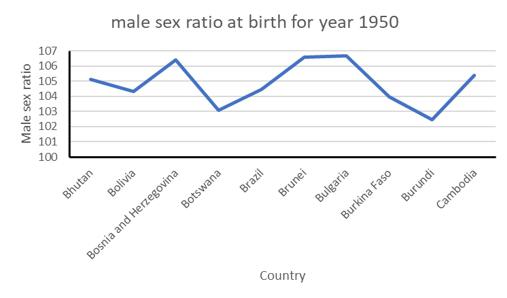 male sex ratio at birth for year 1950
Male sex ratio
107
106
105
104
103
102
101
100
Bhutan
Bolivia
Bosnia and Herzegovina
Botswana
Brazil
Brunei
Bulgaria
Burkina Faso
Burundi
Cambodia
Country